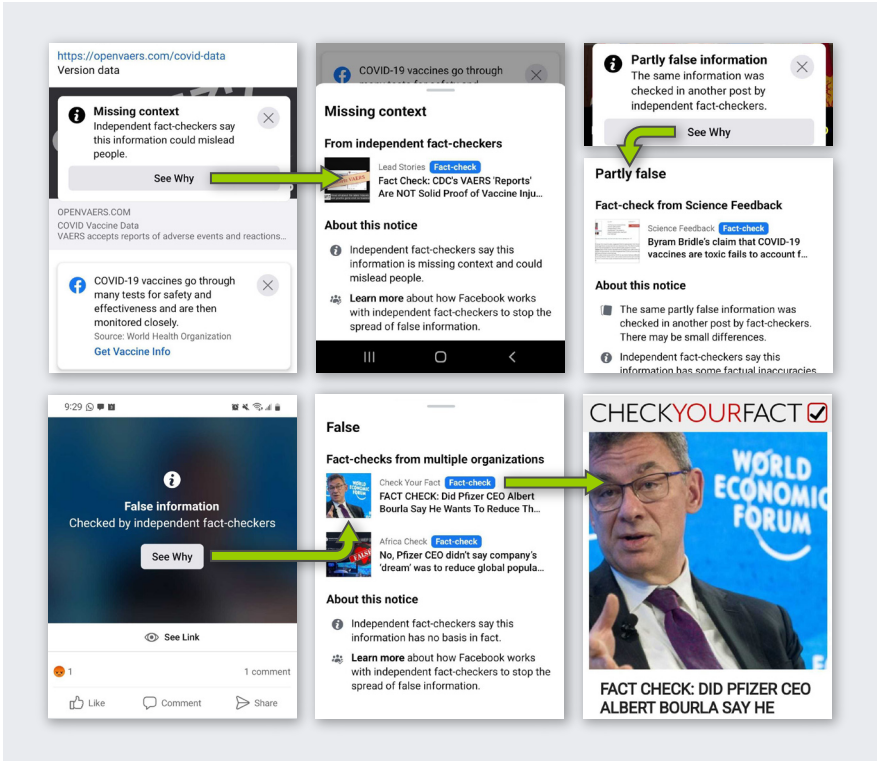 https://openvaers.com/covid-data
Version data
Missing context
Independent fact-checkers say
this information could mislead
people.
See Why
OPENVAERS.COM
COVID Vaccine Data
VAERS accepts reports of adverse events and reactions...
COVID-19 vaccines go through
many tests for safety and
effectiveness and are then
monitored closely.
Source: World Health Organization
Get Vaccine Info
COVID-19 vaccines go through
Missing context
From independent fact-checkers
Lead Stories Fact-check
Fact Check: CDC's VAERS 'Reports'
Are NOT Solid Proof of Vaccine Inju...
About this notice
Independent fact-checkers say this
information is missing context and could
mislead people.
Learn more about how Facebook works
with independent fact-checkers to stop the
spread of false information.
Partly false information
The same information was
checked in another post by
independent fact-checkers.
See Why
Partly false
Fact-check from Science Feedback
Science Feedback Fact-check
Byram Bridle's claim that COVID-19
vaccines are toxic fails to account f...
About this notice
The same partly false information was
checked in another post by fact-checkers.
There may be small differences.
Independent fact-checkers say this
information has some factual inaccuracies
9:29
False information
Checked by independent fact-checkers
See Why
See Link
1
1 comment
Like
Comment
Share
False
Fact-checks from multiple organizations
Check Your Fact Fact-check
FACT CHECK: Did Pfizer CEO Albert
Bourla Say He Wants To Reduce Th...
Africa Check Fact-check
No, Pfizer CEO didn't say company's
'dream' was to reduce global popula...
About this notice
Independent fact-checkers say this
information has no basis in fact.
Learn more about how Facebook works
with independent fact-checkers to stop the
spread of false information.
CHECKYOURFACT
WORLD
ECONOMIC
FORUM
FACT CHECK: DID PFIZER CEO
ALBERT BOURLA SAY HE